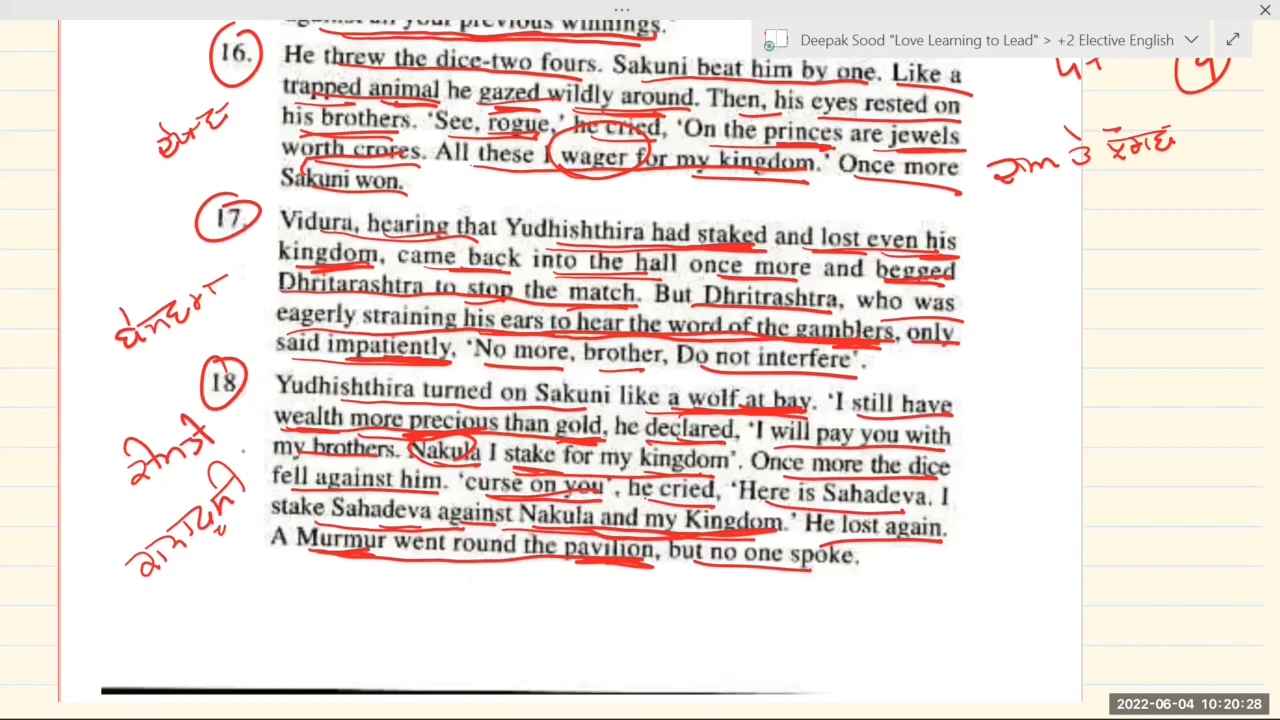 against all your previous winnings.'
Deepak Sood "Love Learning to Lead" > +2 Elective English
16. He threw the dice-two fours. Sakuni beat him by one. Like a
trapped animal he gazed wildly around. Then, his eyes rested on
his brothers. 'See, rogue,' he cried, 'On the princes are jewels
worth crores. All these I wager for my kingdom.' Once more
Sakuni won.
17. Vidura, hearing that Yudhishthira had staked and lost even his
kingdom, came back into the hall once more and begged
Dhritarashtra to stop the match. But Dhritrashtra, who was
eagerly straining his ears to hear the word of the gamblers, only
said impatiently, 'No more, brother, Do not interfere'.
18 Yudhishthira turned on Sakuni like a wolf at bay. 'I still have
wealth more precious than gold, he declared, 'I will pay you with
my brothers. Nakula I stake for my kingdom'. Once more the dice
fell against him. 'curse on you', he cried, 'Here is Sahadeva. I
stake Sahadeva against Nakula and my Kingdom.' He lost again.
A Murmur went round the pavilion, but no one spoke.
2022-06-04 10:20:28